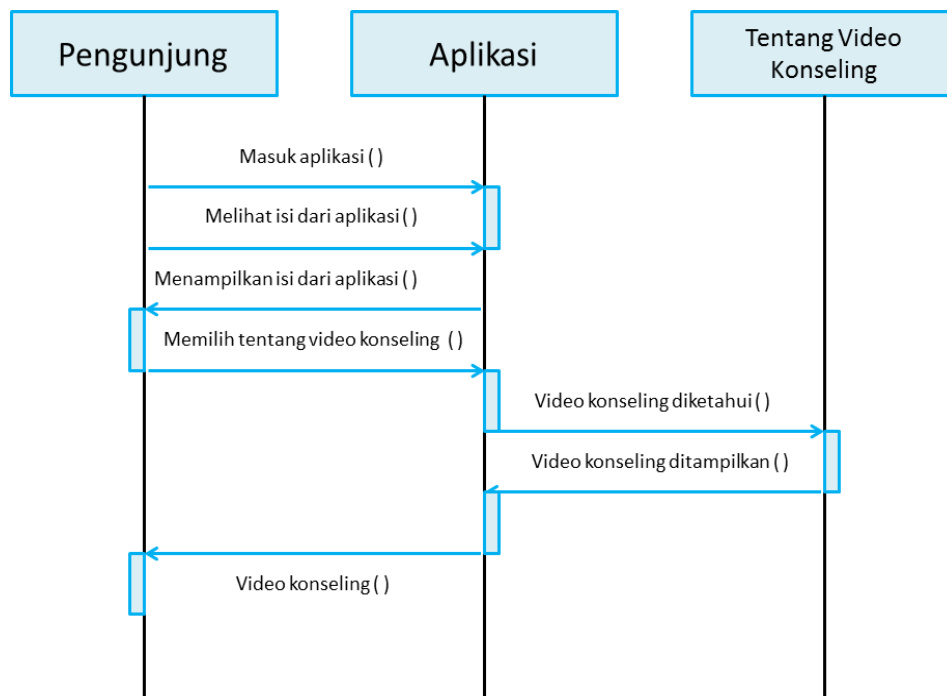 Pengunjung
Aplikasi
Tentang Video
Konseling
Masuk aplikasi ( )
Melihat isi dari aplikasi ( )
Menampilkan isi dari aplikasi ( )
Memilih tentang video konseling ( )
Video konseling diketahui ( )
Video konseling ditampilkan ( )
Video konseling ( )